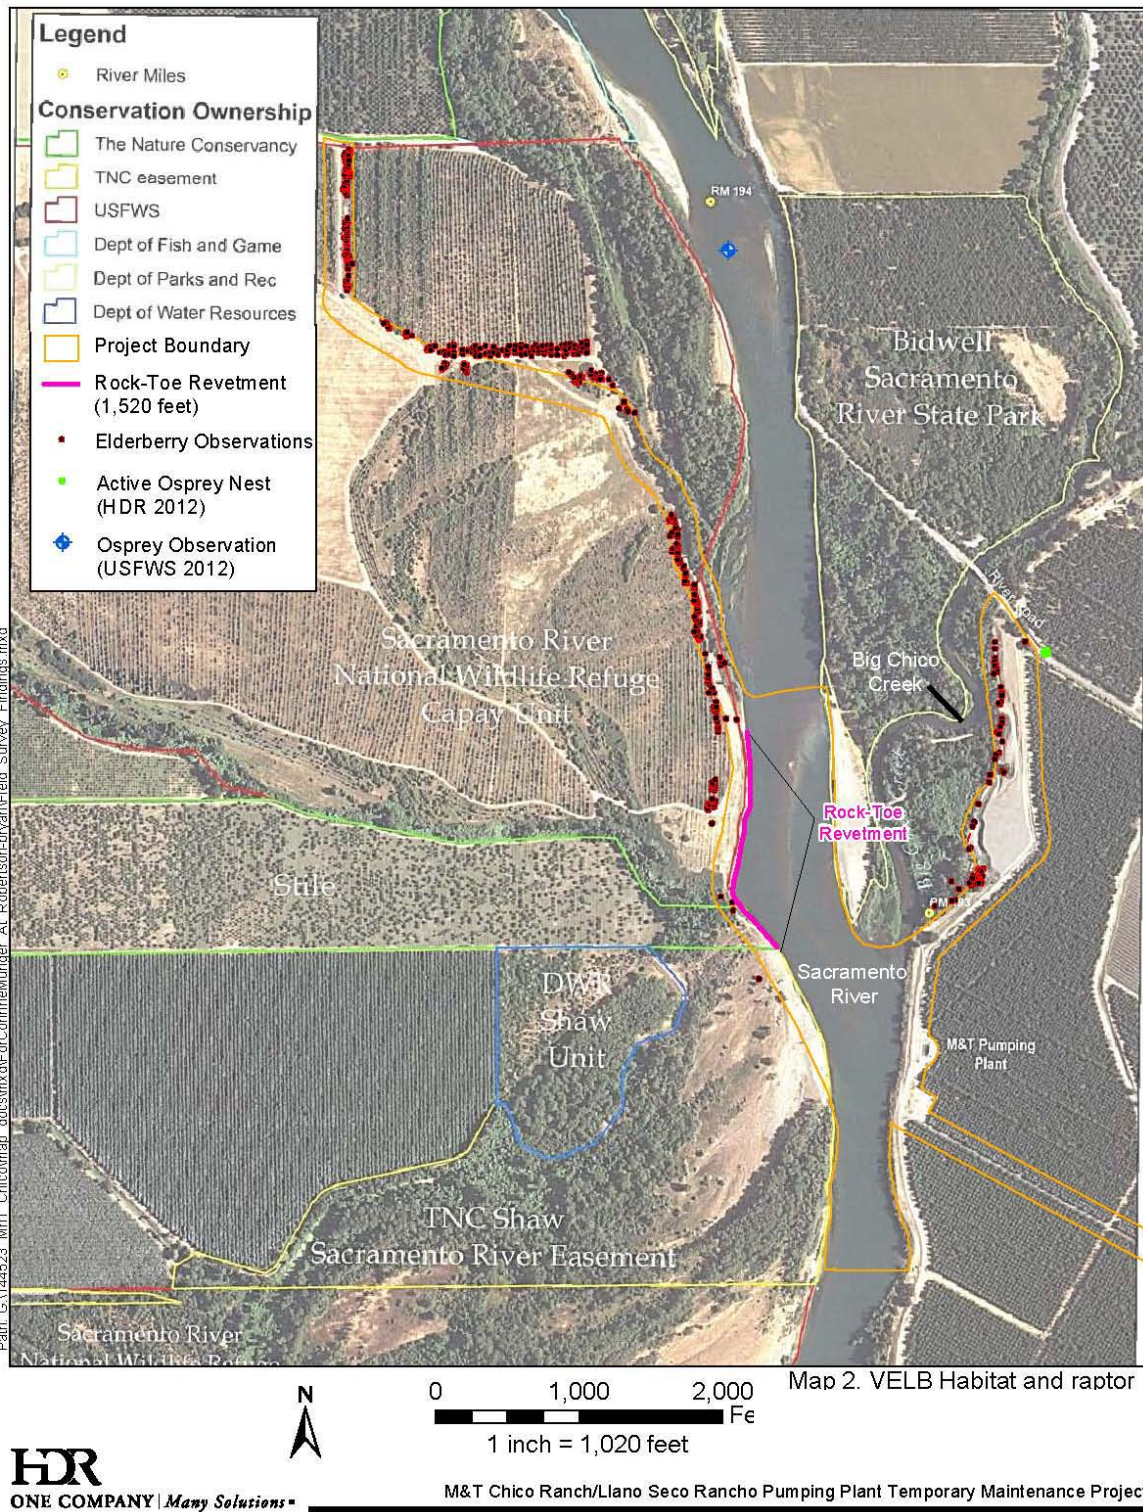 Legend
River Miles
Conservation Ownership
The Nature Conservancy
TNC easement
USFWS
Dept of Fish and Game
Dept of Parks and Rec
Dept of Water Resources
Project Boundary
Rock-Toe Revetment
(1,520 feet)
Elderberry Observations
Active Osprey Nest
(HDR 2012)
Osprey Observation
(USFWS 2012)
RM 194
Bidwell
Sacramento
River State Park
River Road
Sacramento River
National Wildlife Refuge
Capay Unit
Big Chico
Creek
Rock-Toe
Revetment
Stile
Sacramento
River
DWR
Shaw
Unit
M&T Pumping
Plant
TNC Shaw
Sacramento River Easement
Sacramento River
National Wildlife Refuge
N
0 1,000 2,000
Fe
1 inch = 1,020 feet
Map 2. VELB Habitat and raptor
HDR
ONE COMPANY | Many Solutions
M&T Chico Ranch/Llano Seco Rancho Pumping Plant Temporary Maintenance Projec